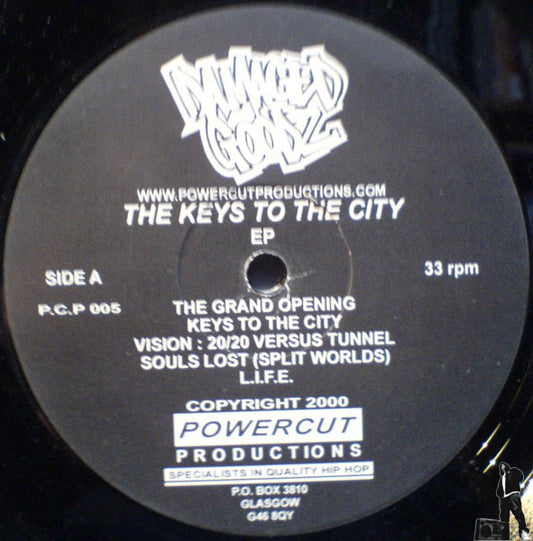 DAMAGED
GOODZ
WWW.POWERCUTPRODUCTIONS.COM
THE KEYS TO THE CITY
EP
SIDE A
33 rpm
P.C.P 005
THE GRAND OPENING
KEYS TO THE CITY
VISION : 20/20 VERSUS TUNNEL
SOULS LOST (SPLIT WORLDS)
L.I.F.E.
COPYRIGHT 2000
POWERCUT
PRODUCTIONS
SPECIALISTS IN QUALITY HIP HOP
P.O. BOX 3810
GLASGOW
G46 8QY